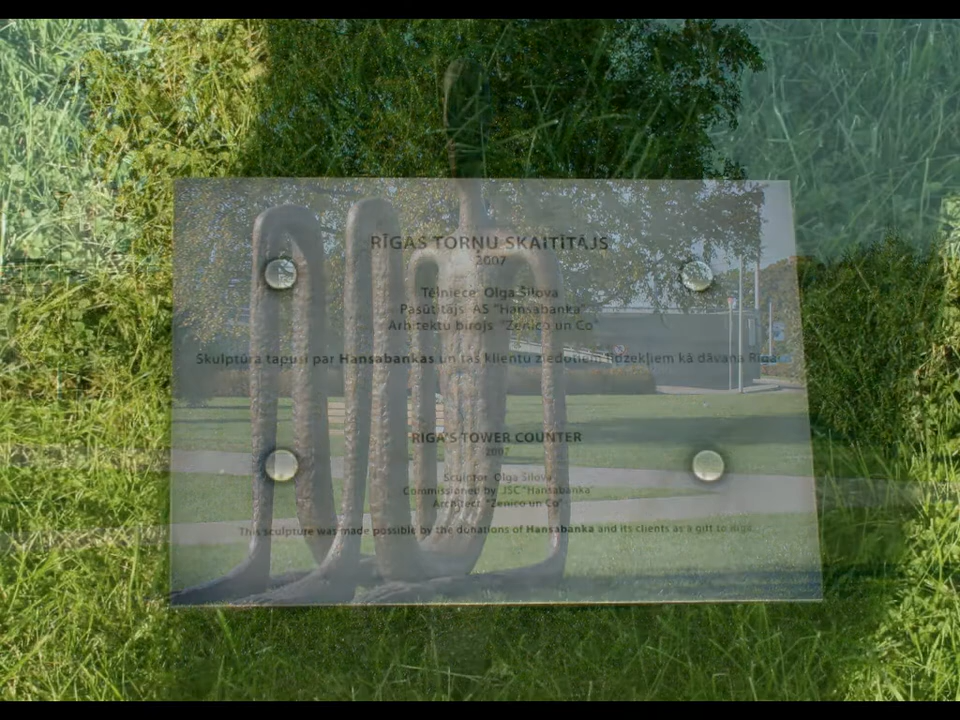 RĪGAS TORŅU SKAITĪTĀJS
2007
Tēlniece Olga Šilova
Pasūtītājs AS "Hansabanka"
Arhitektu birojs "Zenico un Co"
Skulptūra tapusi par Hansabankas un tās klientu ziedotiem līdzekļiem kā dāvana Rīgai
RIGA'S TOWER COUNTER
2007
Sculptor Olga Šilova
Commissioned by JSC "Hansabanka"
Architect "Zenico un Co"
This sculpture was made possible by the donations of Hansabanka and its clients as a gift to Riga.